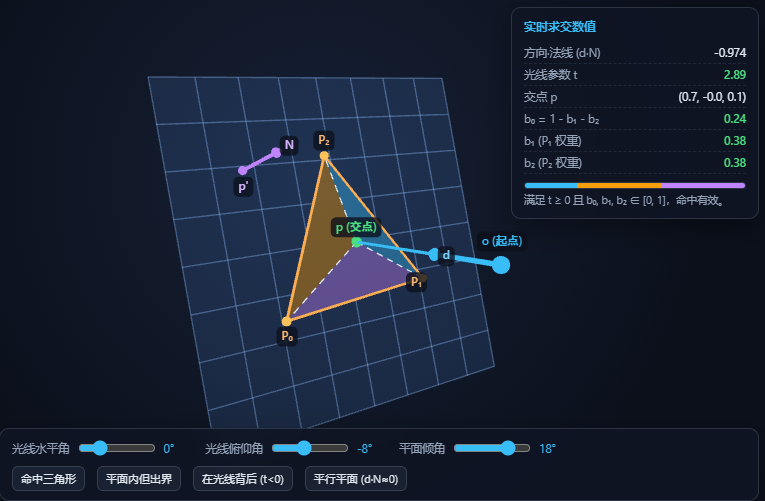 实时求交数值
方向·法线 (d·N) -0.974
光线参数 t 2.89
交点 p (0.7, -0.0, 0.1)
b₀ = 1 - b₁ - b₂ 0.24
b₁ (P₁ 权重) 0.38
b₂ (P₂ 权重) 0.38
满足 t ≥ 0 且 b₀, b₁, b₂ ∈ [0, 1]，命中有效。
N
P₂
p'
p (交点)
o (起点)
d
P₁
P₀
光线水平角 0° 光线俯仰角 -8° 平面倾角 18°
命中三角形 平面内但出界 在光线背后 (t<0) 平行平面 (d·N≈0)